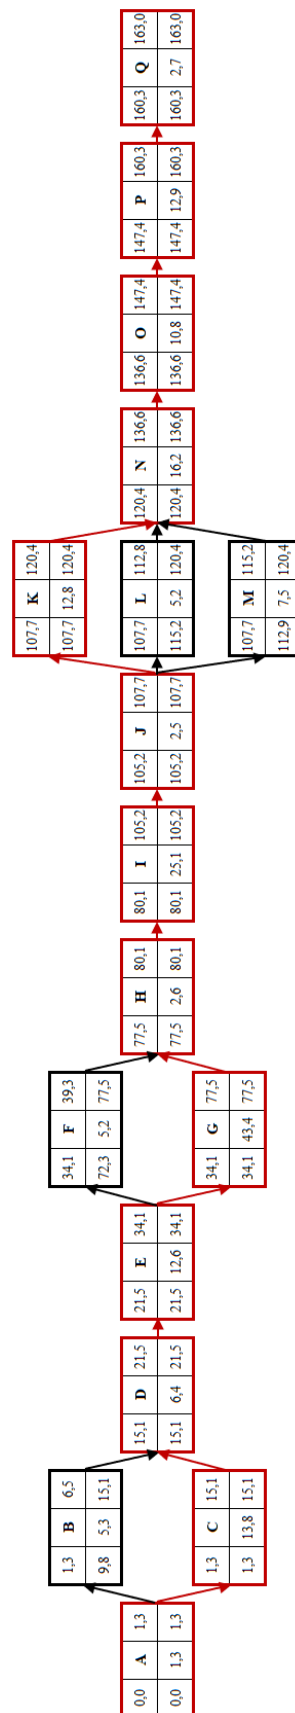 0,0 A 1,3
0,0 1,3 1,3
1,3 B 6,5
9,8 5,3 15,1
1,3 C 15,1
1,3 13,8 15,1
15,1 D 21,5
15,1 6,4 21,5
21,5 E 34,1
21,5 12,6 34,1
34,1 F 39,3
72,3 5,2 77,5
34,1 G 77,5
34,1 43,4 77,5
77,5 H 80,1
77,5 2,6 80,1
80,1 I 105,2
80,1 25,1 105,2
105,2 J 107,7
105,2 2,5 107,7
107,7 K 120,4
107,7 12,8 120,4
107,7 L 112,8
115,2 5,2 120,4
107,7 M 115,2
112,9 7,5 120,4
120,4 N 136,6
120,4 16,2 136,6
136,6 O 147,4
136,6 10,8 147,4
147,4 P 160,3
147,4 12,9 160,3
160,3 Q 163,0
160,3 2,7 163,0